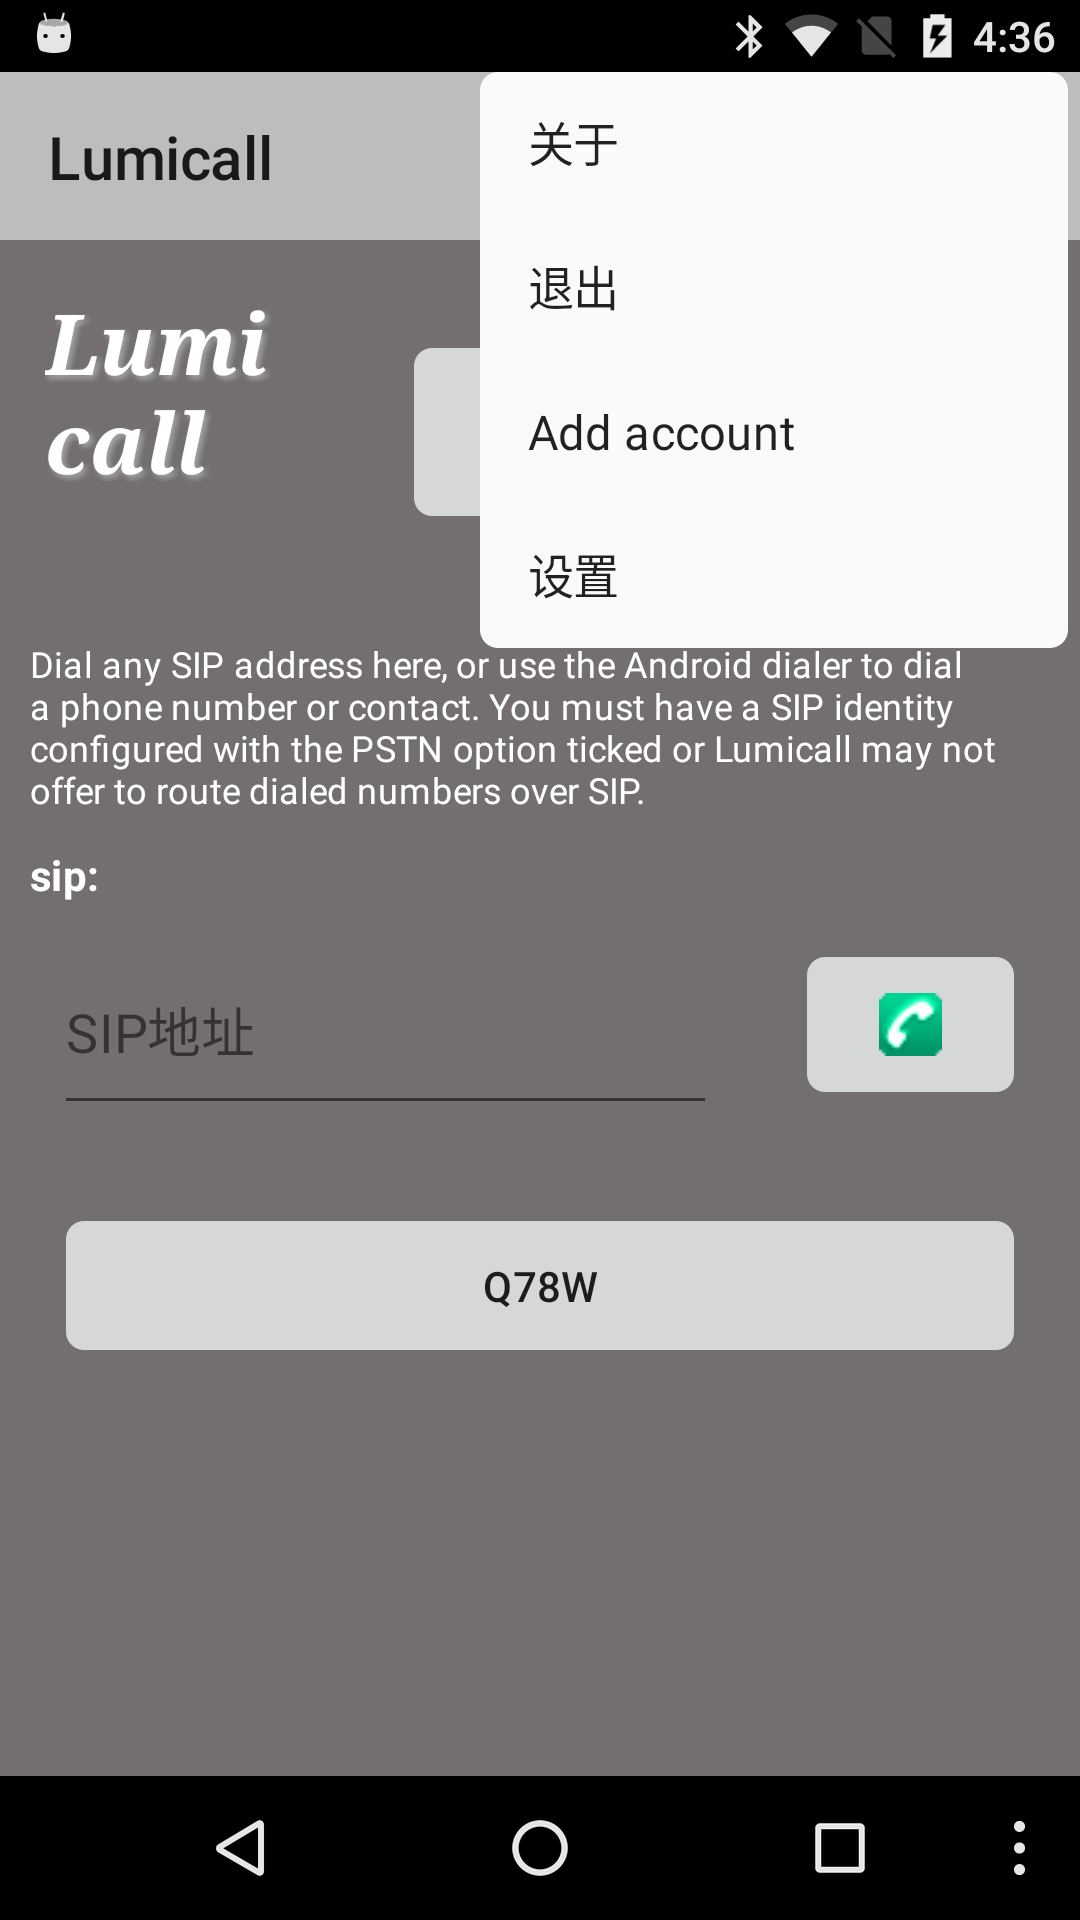 4:36
Lumicall
关于
退出
Add account
设置
Lumi
call
Dial any SIP address here, or use the Android dialer to dial
a phone number or contact. You must have a SIP identity
configured with the PSTN option ticked or Lumicall may not
offer to route dialed numbers over SIP.
sip:
SIP地址
Q78W